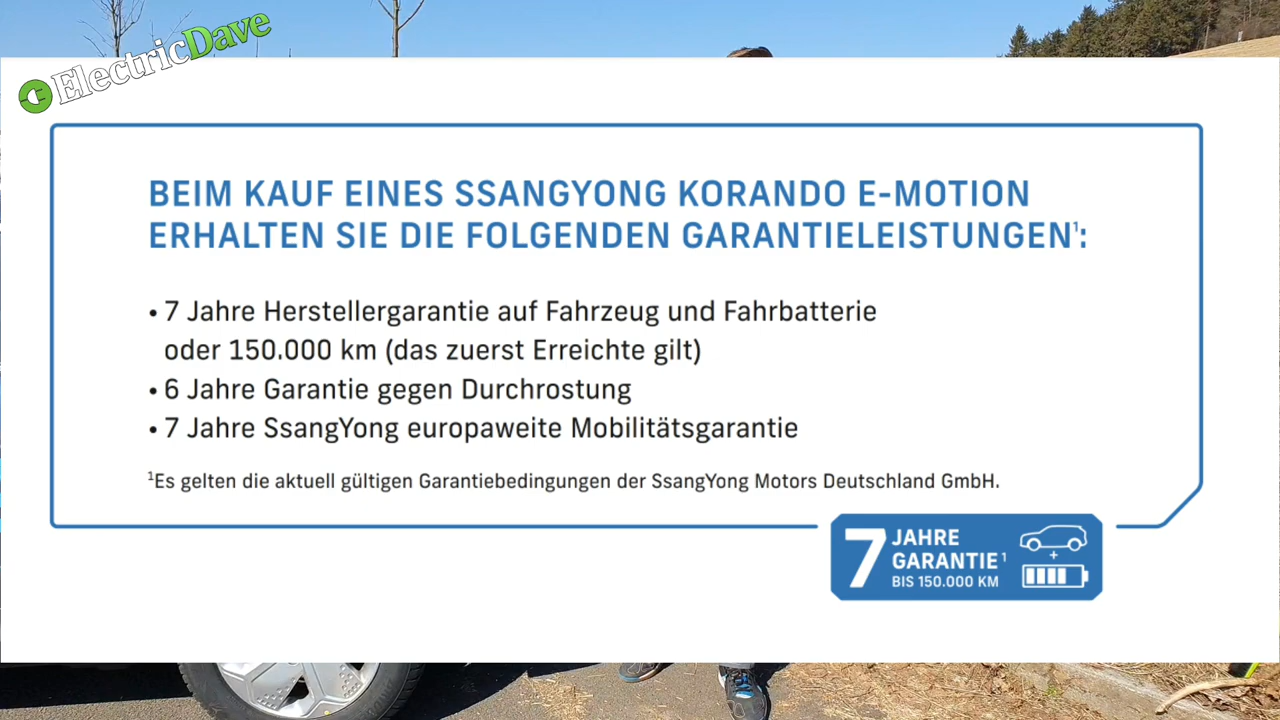 ElectricDave
BEIM KAUF EINES SSANGYONG KORANDO E-MOTION
ERHALTEN SIE DIE FOLGENDEN GARANTIELEISTUNGEN¹:
• 7 Jahre Herstellergarantie auf Fahrzeug und Fahrbatterie
oder 150.000 km (das zuerst Erreichte gilt)
• 6 Jahre Garantie gegen Durchrostung
• 7 Jahre SsangYong europaweite Mobilitätsgarantie
¹Es gelten die aktuell gültigen Garantiebedingungen der SsangYong Motors Deutschland GmbH.
7 JAHRE
GARANTIE¹
BIS 150.000 KM